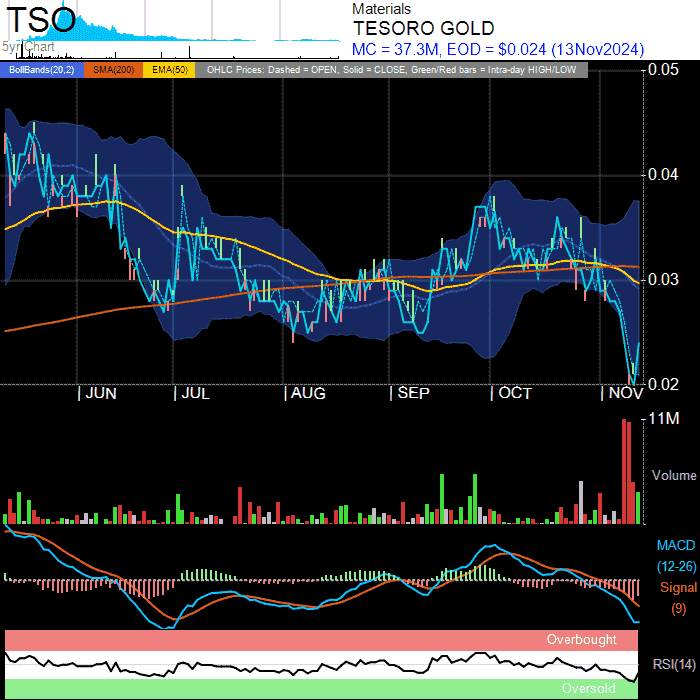 TSO
5yr Chart
Materials
TESORO GOLD
MC = 37.3M, EOD = $0.024 (13Nov2024)
BollBands(20,2) SMA(200) EMA(50) OHLC Prices: Dashed = OPEN, Solid = CLOSE, Green/Red bars = Intra-day HIGH/LOW
0.05
0.04
0.03
0.02
| JUN | JUL | AUG | SEP | OCT | NOV
11M
Volume
MACD
(12-26)
Signal
(9)
Overbought
RSI(14)
Oversold